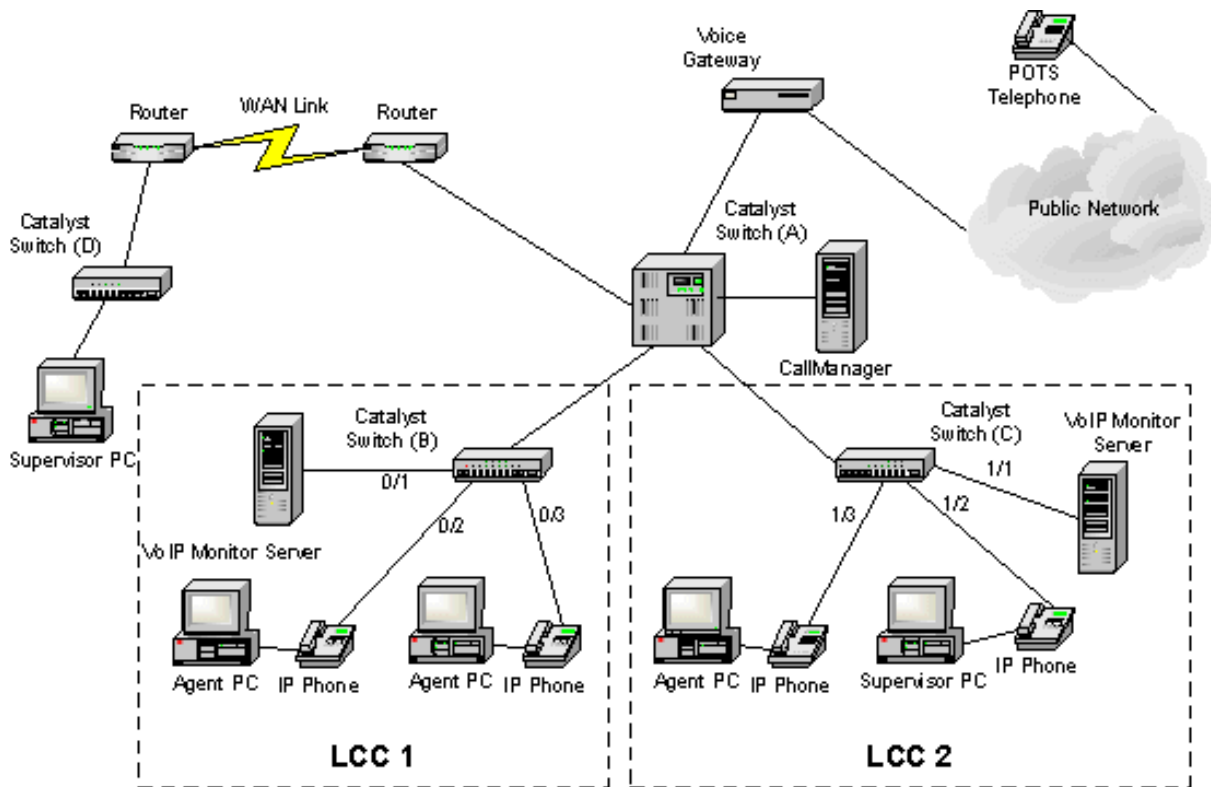 Voice
Gateway
POTS
Telephone
Router
WAN Link
Router
Public Network
Catalyst
Switch (D)
Catalyst
Switch (A)
CallManager
Supervisor PC
Catalyst
Switch (B)
0/1
0/2
0/3
VoIP Monitor Server
Agent PC
IP Phone
Agent PC
IP Phone
LCC 1
Catalyst
Switch (C)
VoIP Monitor
Server
1/1
1/2
1/3
Agent PC
IP Phone
Supervisor PC
IP Phone
LCC 2